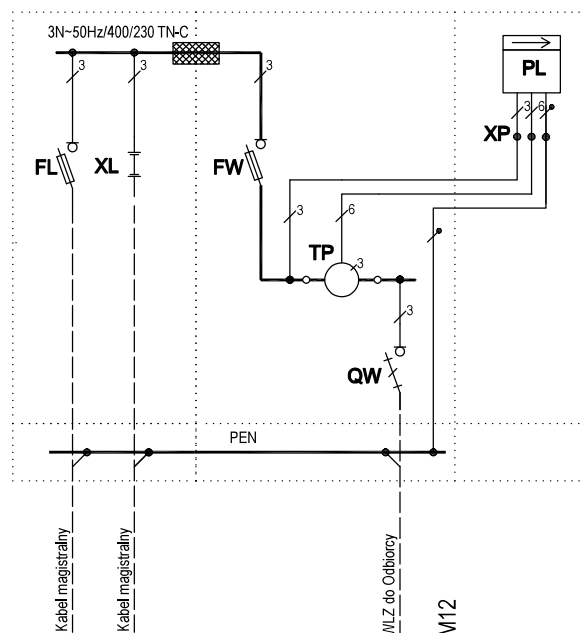 3N~50Hz/400/230 TN-C
3
3
3
PL
3
6
XP
FL
XL
FW
3
6
TP
3
3
QW
PEN
Kabel magistralny
Kabel magistralny
WLZ do Odbiorcy
M12